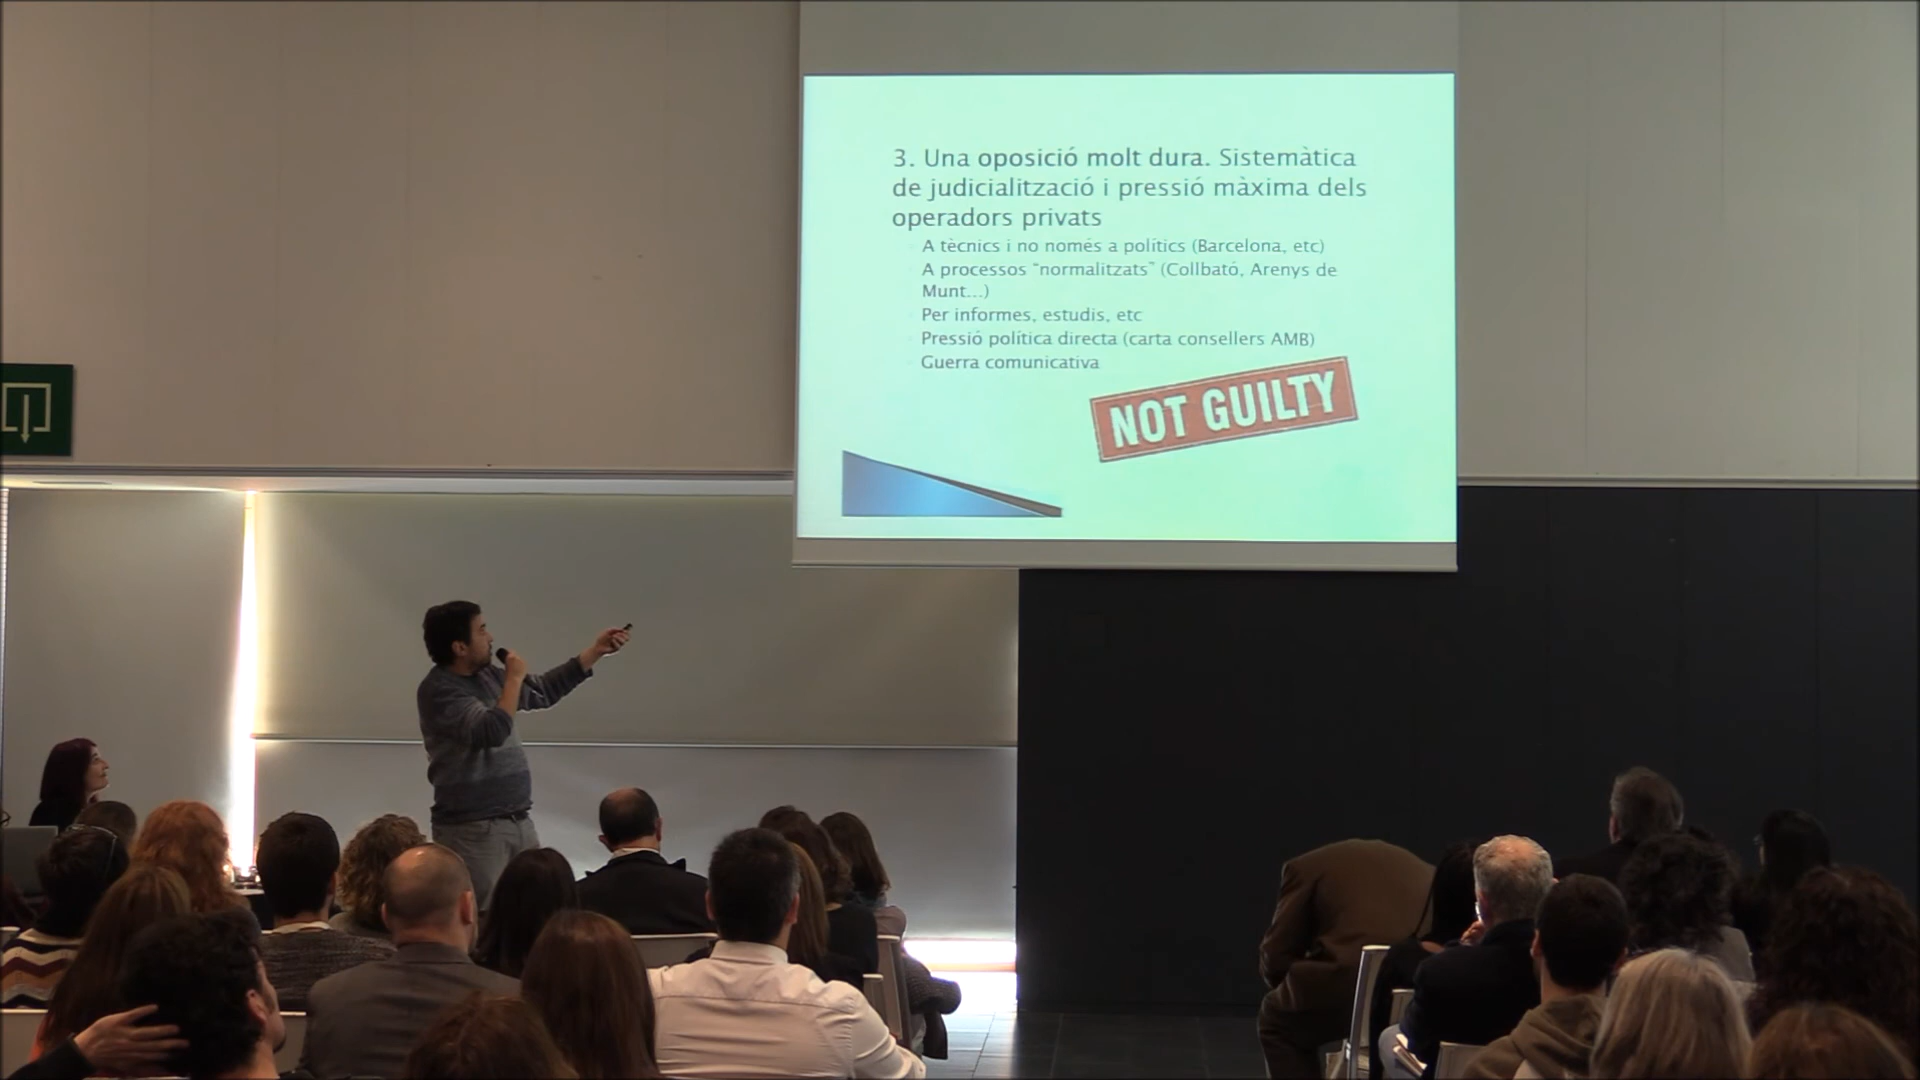 3. Una oposició molt dura. Sistemàtica
de judicialització i pressió màxima dels
operadors privats
A tècnics i no només a polítics (Barcelona, etc)
A processos “normalitzats” (Collbató, Arenys de
Munt...)
Per informes, estudis, etc
Pressió política directa (carta consellers AMB)
Guerra comunicativa
NOT GUILTY